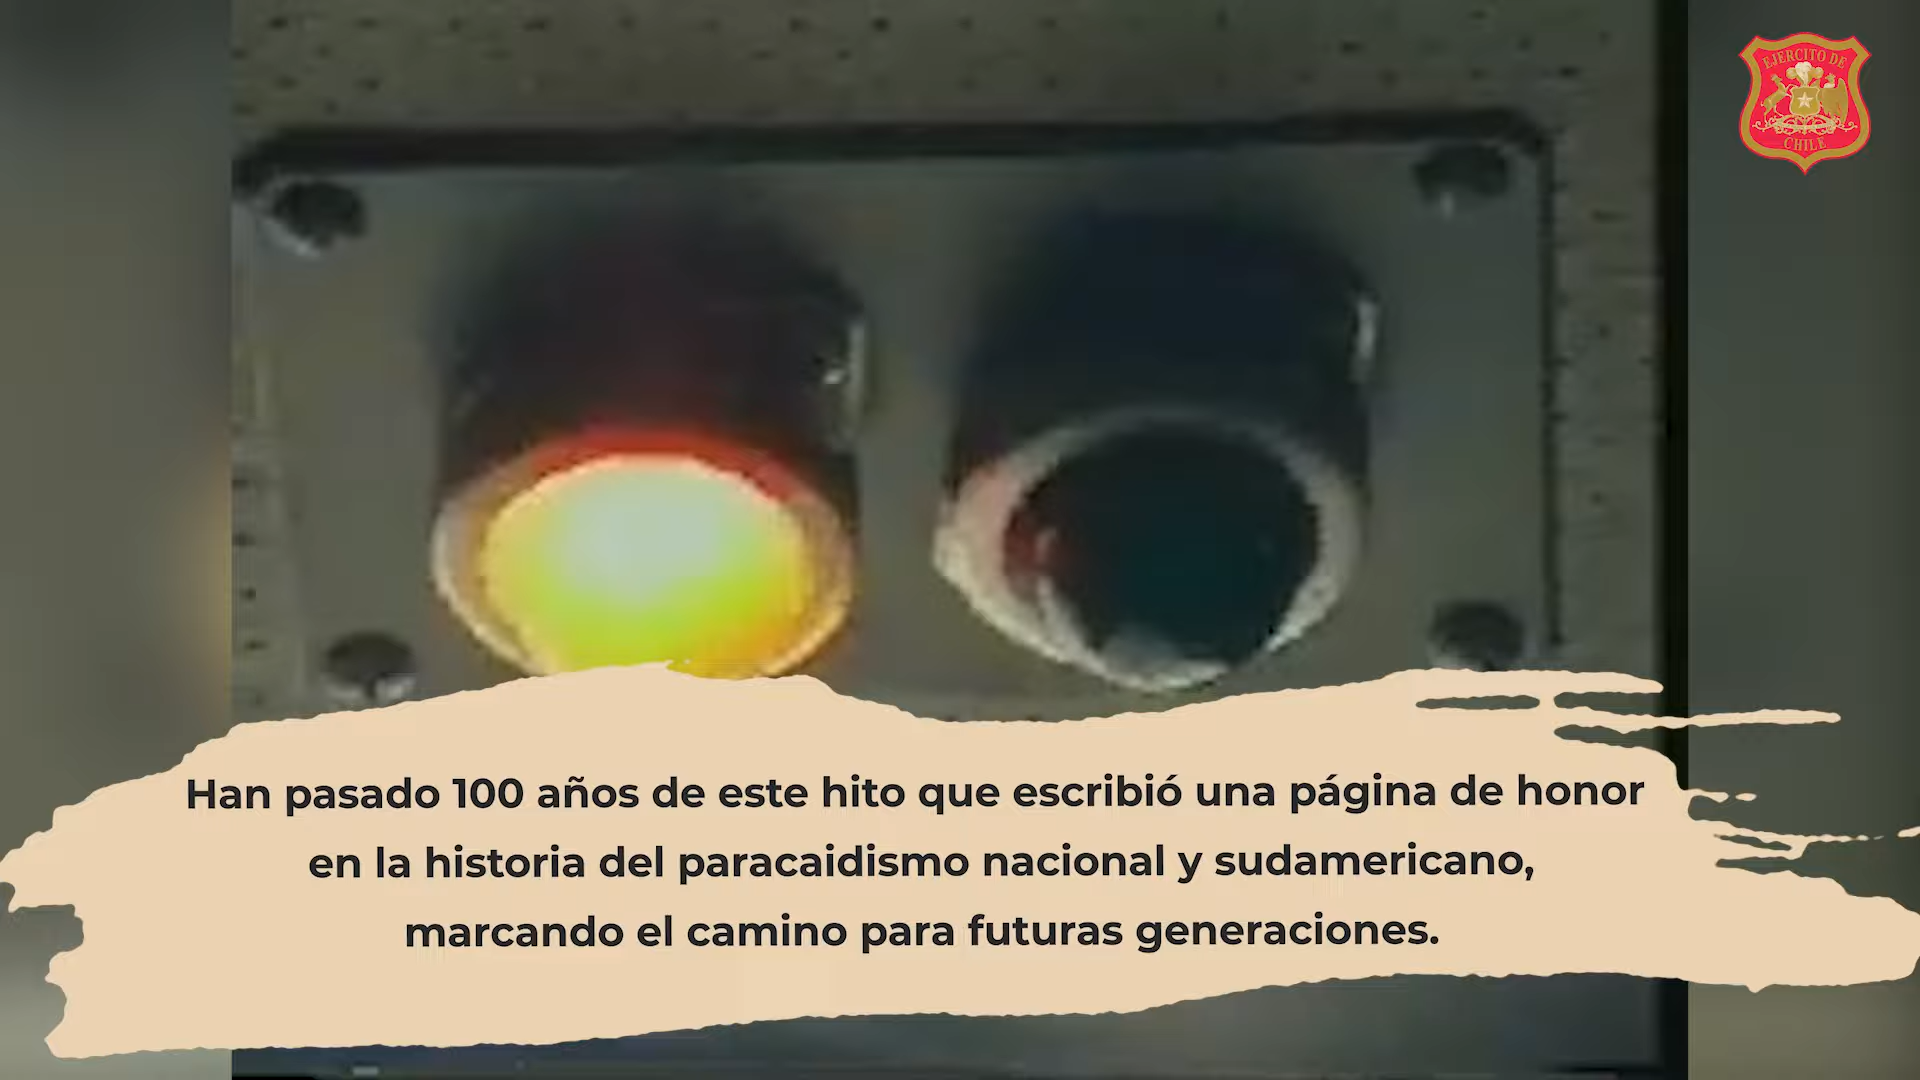 EJERCITO DE
CHILE
Han pasado 100 años de este hito que escribió una página de honor
en la historia del paracaidismo nacional y sudamericano,
marcando el camino para futuras generaciones.